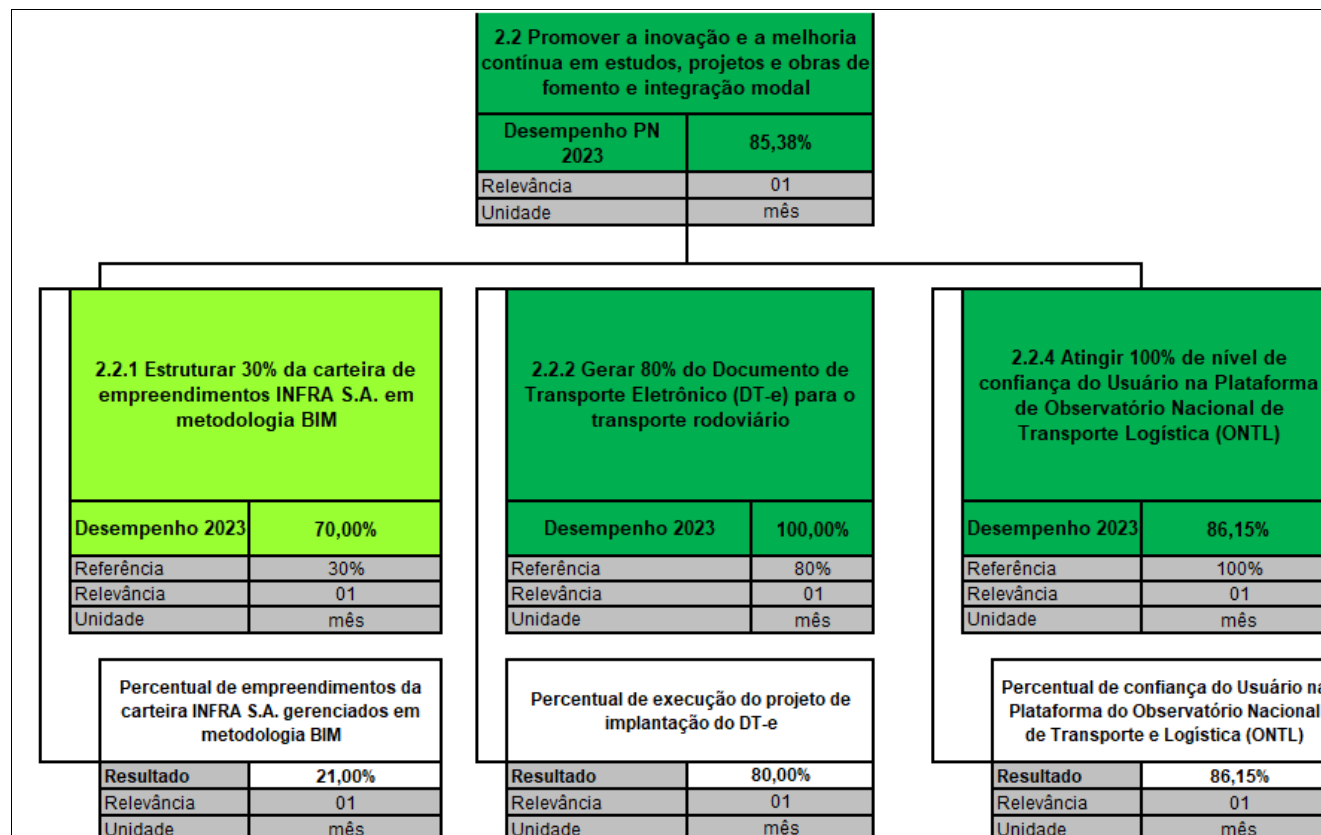 2.2 Promover a inovação e a melhoria
contínua em estudos, projetos e obras de
fomento e integração modal
Desempenho PN
2023
85,38%
Relevância 01
Unidade mês
2.2.1 Estruturar 30% da carteira de
empreendimentos INFRA S.A. em
metodologia BIM
Desempenho 2023 70,00%
Referência 30%
Relevância 01
Unidade mês
Percentual de empreendimentos da
carteira INFRA S.A. gerenciados em
metodologia BIM
Resultado 21,00%
Relevância 01
Unidade mês
2.2.2 Gerar 80% do Documento de
Transporte Eletrônico (DT-e) para o
transporte rodoviário
Desempenho 2023 100,00%
Referência 80%
Relevância 01
Unidade mês
Percentual de execução do projeto de
implantação do DT-e
Resultado 80,00%
Relevância 01
Unidade mês
2.2.4 Atingir 100% de nível de
confiança do Usuário na Plataforma
de Observatório Nacional de
Transporte Logística (ONTL)
Desempenho 2023 86,15%
Referência 100%
Relevância 01
Unidade mês
Percentual de confiança do Usuário na
Plataforma do Observatório Nacional
de Transporte e Logística (ONTL)
Resultado 86,15%
Relevância 01
Unidade mês